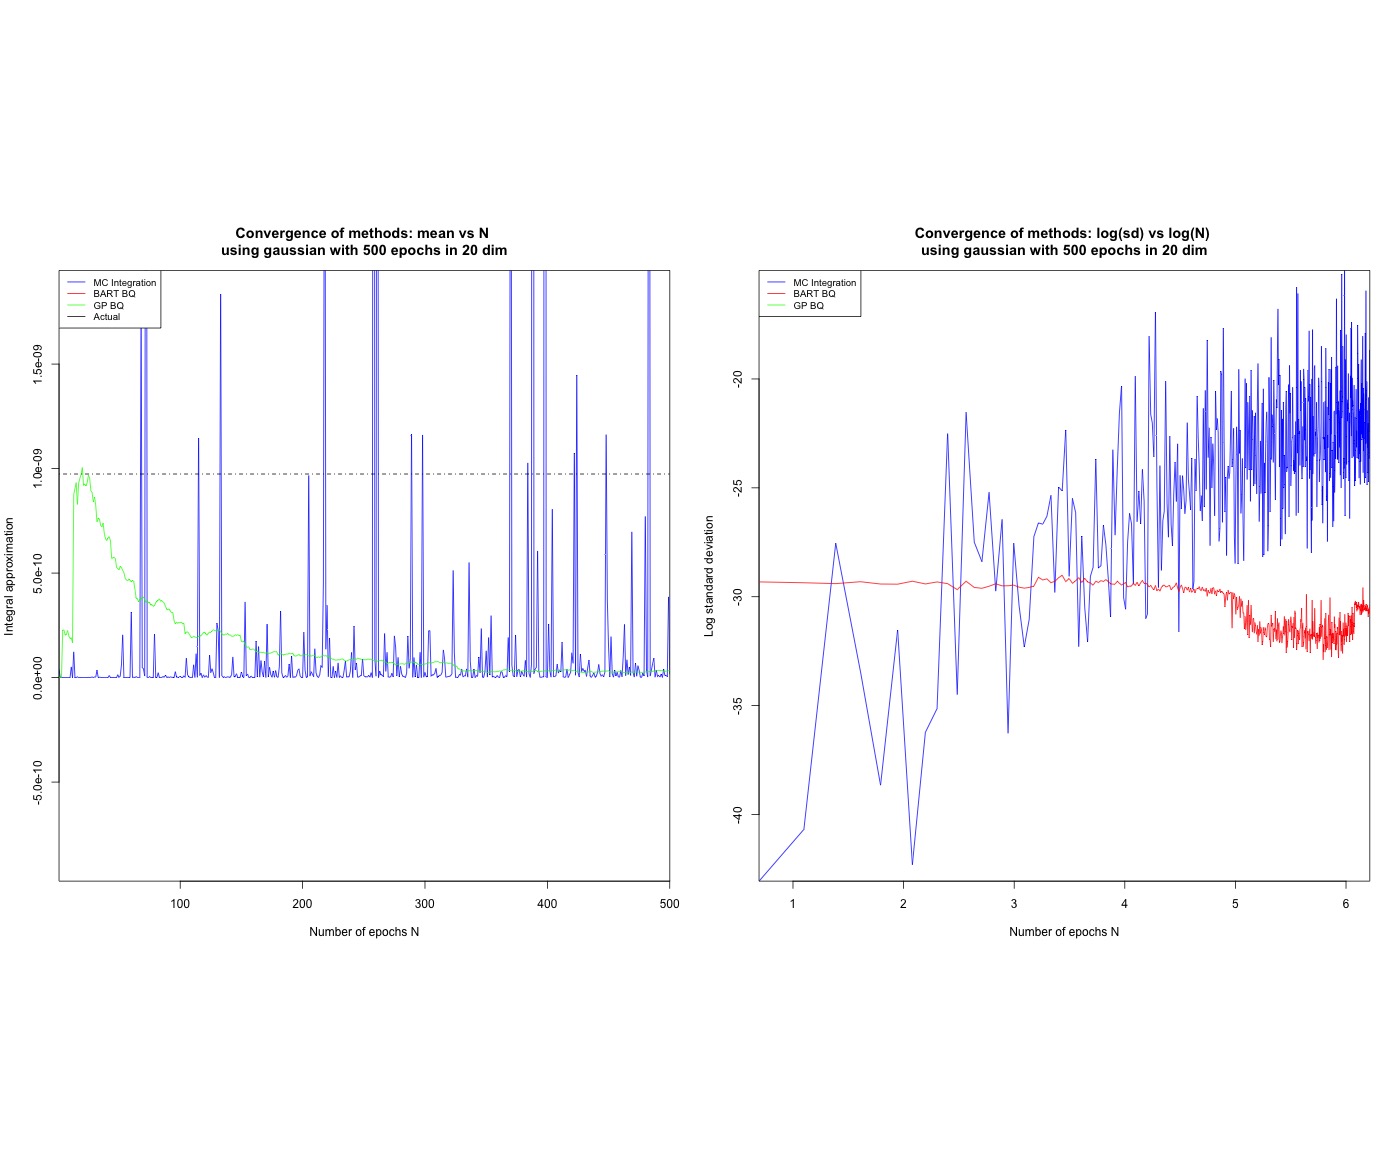 Convergence of methods: mean vs N
using gaussian with 500 epochs in 20 dim
MC Integration
BART BQ
GP BQ
Actual
Integral approximation
1.5e-09
1.0e-09
5.0e-10
0.0e+00
-5.0e-10
100
200
300
400
500
Number of epochs N
Convergence of methods: log(sd) vs log(N)
using gaussian with 500 epochs in 20 dim
MC Integration
BART BQ
GP BQ
Log standard deviation
-20
-25
-30
-35
-40
1
2
3
4
5
6
Number of epochs N